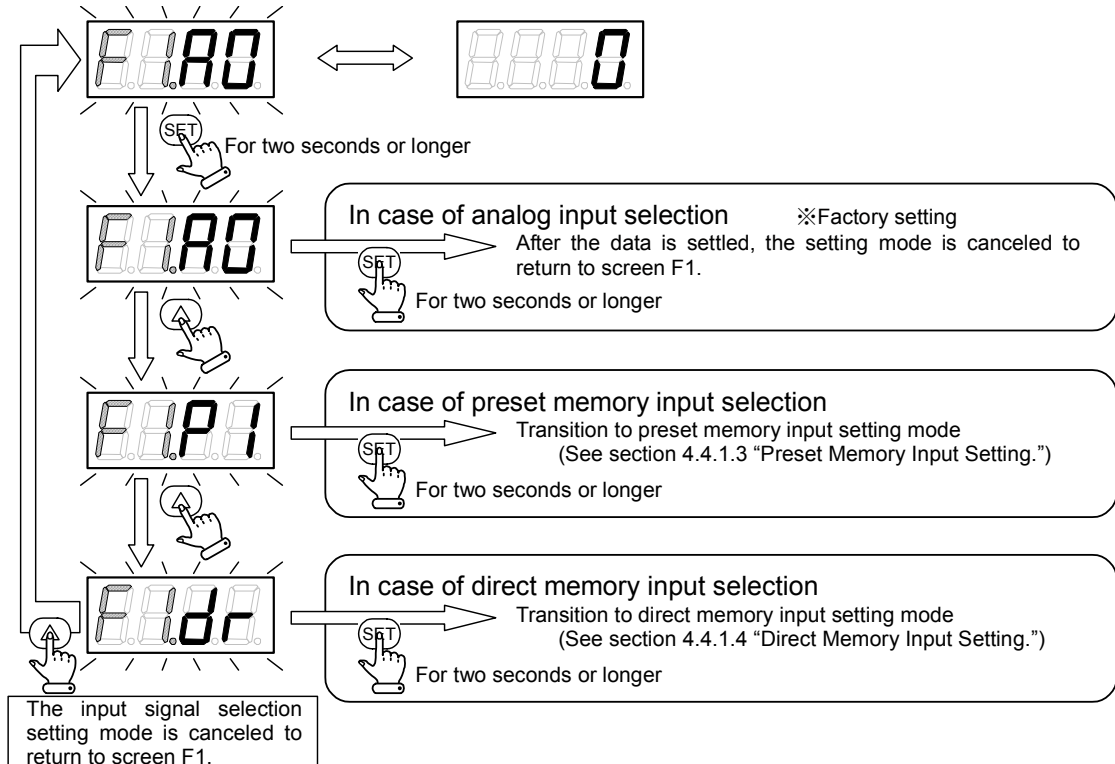 F1.A0
0
SET
For two seconds or longer
F1.A0
In case of analog input selection ※Factory setting
After the data is settled, the setting mode is canceled to
return to screen F1.
SET
For two seconds or longer
F1.P1
In case of preset memory input selection
Transition to preset memory input setting mode
(See section 4.4.1.3 “Preset Memory Input Setting.”)
SET
For two seconds or longer
F1.dr
In case of direct memory input selection
Transition to direct memory input setting mode
(See section 4.4.1.4 “Direct Memory Input Setting.”)
SET
For two seconds or longer
The input signal selection
setting mode is canceled to
return to screen F1.